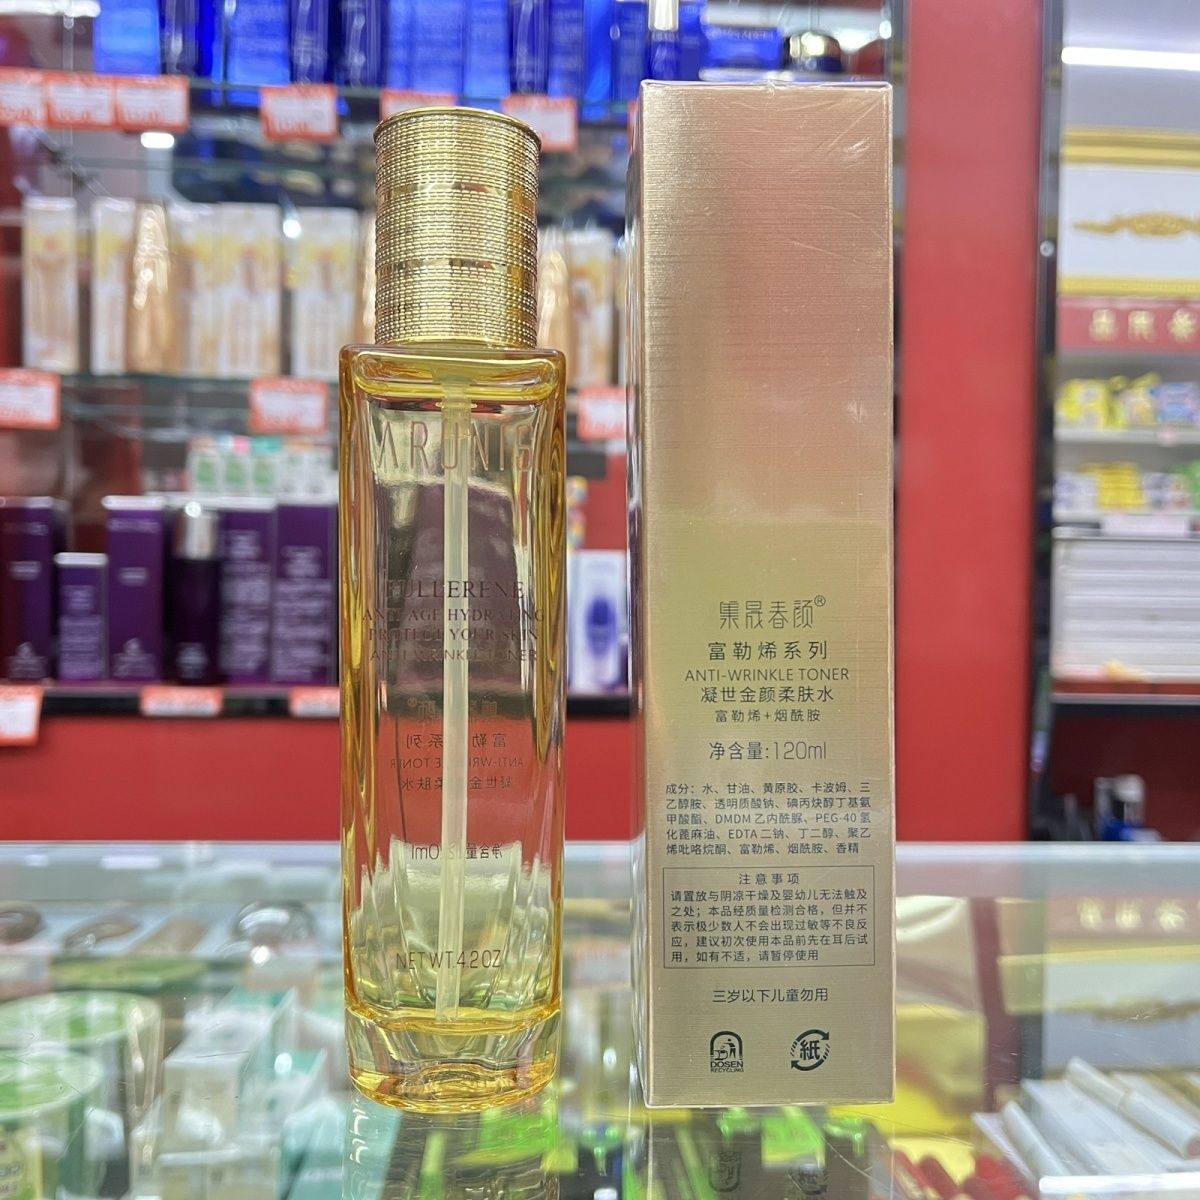 ARUNIS
FULLERENE
ANTI-AGE HYDRATING
PROTECT YOUR SKIN
ANTI-WRINKLE TONER
NET WT.4.2OZ
集晟春颜®
富勒烯系列
ANTI-WRINKLE TONER
凝世金颜柔肤水
富勒烯+烟酰胺
净含量:120ml
成分：水、甘油、黄原胶、卡波姆、三
乙醇胺、透明质酸钠、碘丙炔醇丁基氨
甲酸酯、DMDM乙内酰脲、PEG-40氢
化蓖麻油、EDTA二钠、丁二醇、聚乙
烯吡咯烷酮、富勒烯、烟酰胺、香精
注意事项
请置放与阴凉干燥及婴幼儿无法触及
之处；本品经质量检测合格，但并不
表示极少数人不会出现过敏等不良反
应，建议初次使用本品前先在耳后试
用，如有不适，请暂停使用
三岁以下儿童勿用
DOSEN
RECYCLING
紙